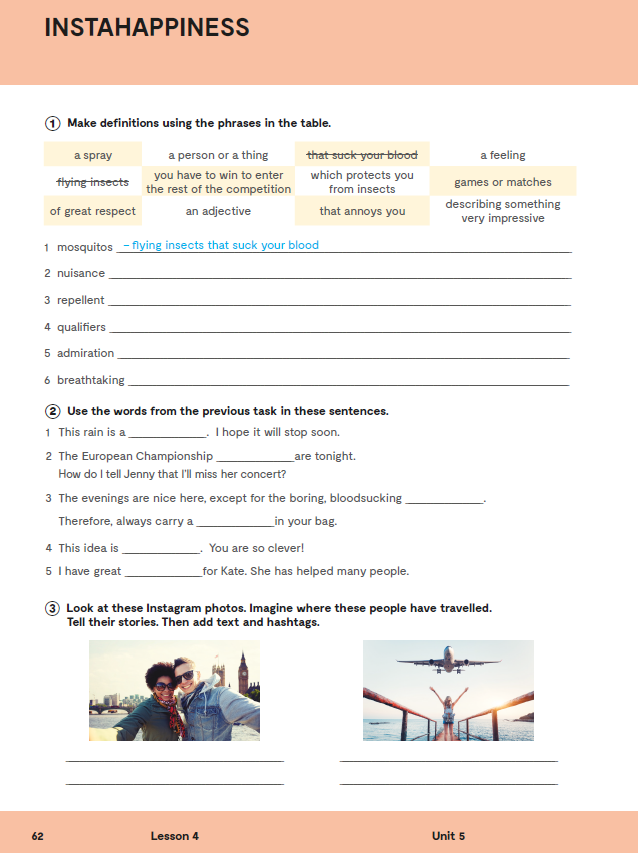 INSTAHAPPINESS
1 Make definitions using the phrases in the table.
a spray a person or a thing that suck your blood a feeling
flying insects you have to win to enter the rest of the competition which protects you from insects games or matches
of great respect an adjective that annoys you describing something very impressive
1 mosquitos – flying insects that suck your blood
2 nuisance
3 repellent
4 qualifiers
5 admiration
6 breathtaking
2 Use the words from the previous task in these sentences.
1 This rain is a ____________. I hope it will stop soon.
2 The European Championship ____________are tonight.
How do I tell Jenny that I'll miss her concert?
3 The evenings are nice here, except for the boring, bloodsucking ____________.
Therefore, always carry a ____________in your bag.
4 This idea is ____________. You are so clever!
5 I have great ____________for Kate. She has helped many people.
3 Look at these Instagram photos. Imagine where these people have travelled.
Tell their stories. Then add text and hashtags.
62 Lesson 4 Unit 5